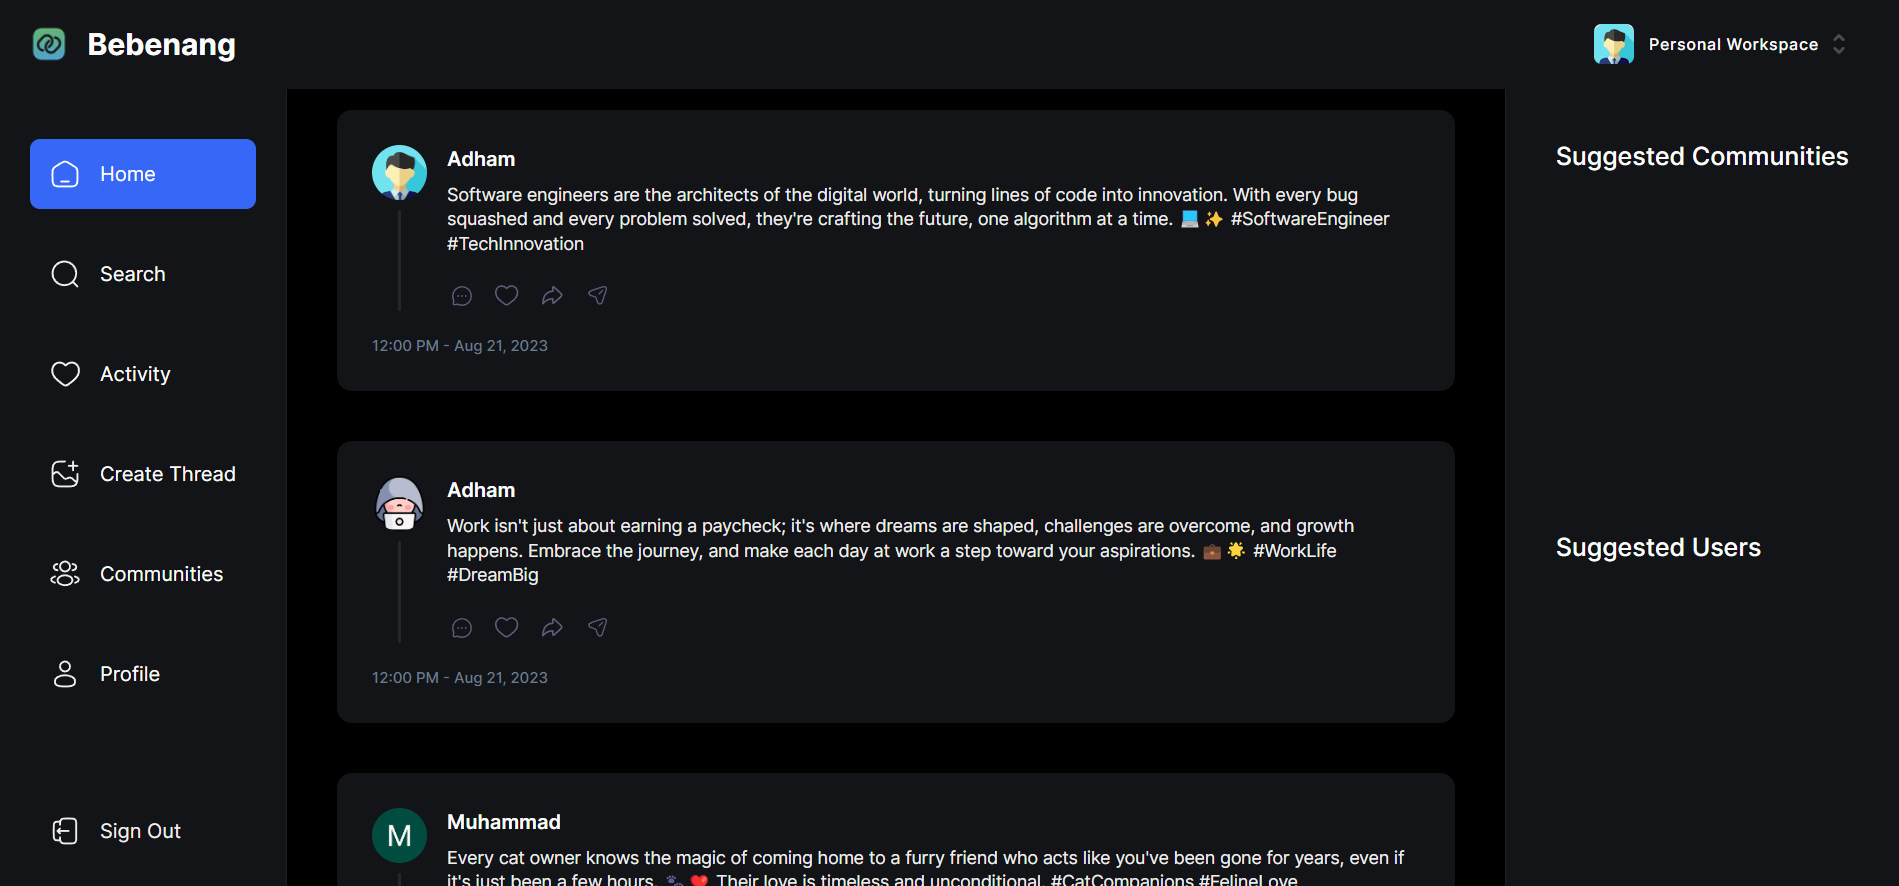 Bebenang
Personal Workspace
Home
Search
Activity
Create Thread
Communities
Profile
Sign Out
Adham
Software engineers are the architects of the digital world, turning lines of code into innovation. With every bug
squashed and every problem solved, they're crafting the future, one algorithm at a time. 💻 ✨ #SoftwareEngineer
#TechInnovation
12:00 PM - Aug 21, 2023
Adham
Work isn't just about earning a paycheck; it's where dreams are shaped, challenges are overcome, and growth
happens. Embrace the journey, and make each day at work a step toward your aspirations. 💼 🌟 #WorkLife
#DreamBig
12:00 PM - Aug 21, 2023
M
Muhammad
Every cat owner knows the magic of coming home to a furry friend who acts like you've been gone for years, even if
it's just been a few hours. 🐾 ❤️ Their love is timeless and unconditional. #CatCompanions #FelineLove
Suggested Communities
Suggested Users